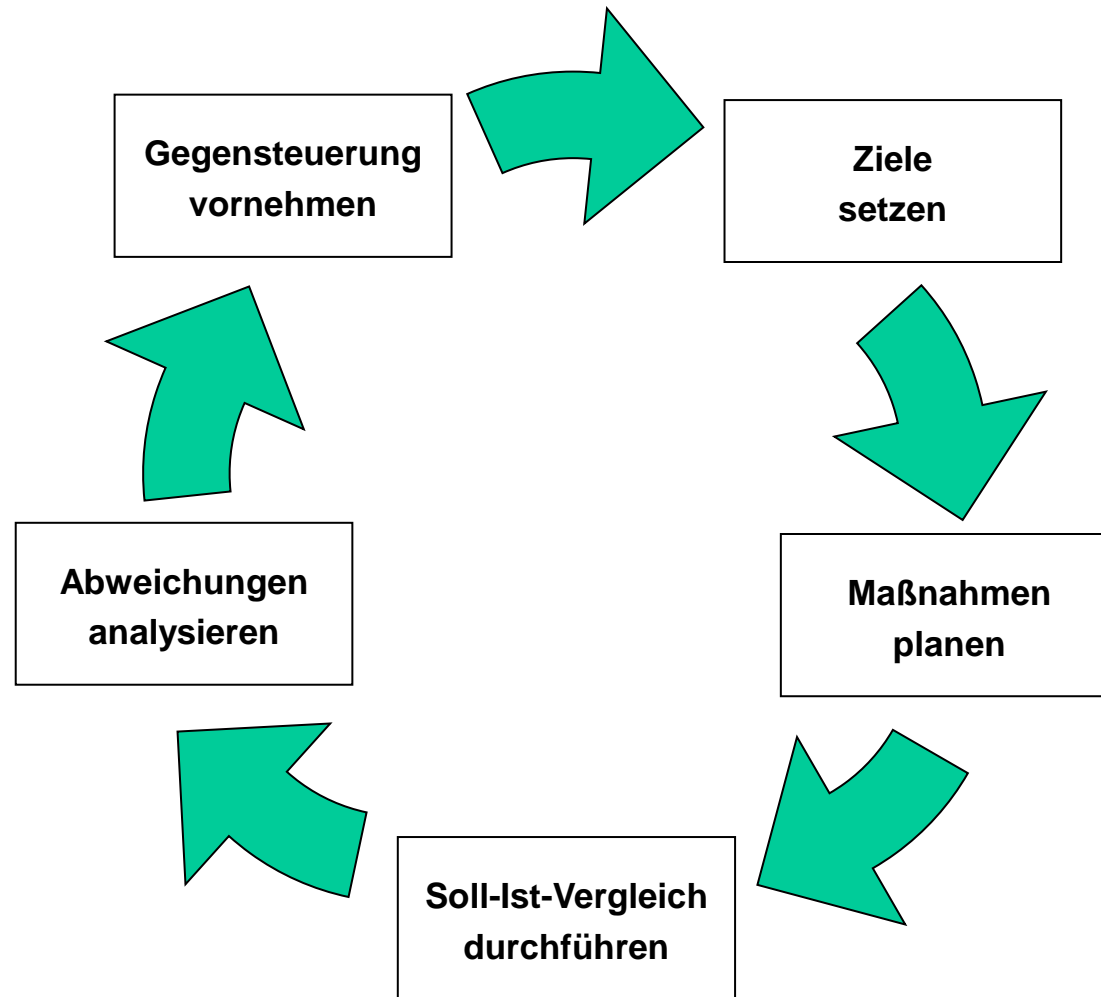 Gegensteuerung
vornehmen
Ziele
setzen
Abweichungen
analysieren
Maßnahmen
planen
Soll-Ist-Vergleich
durchführen